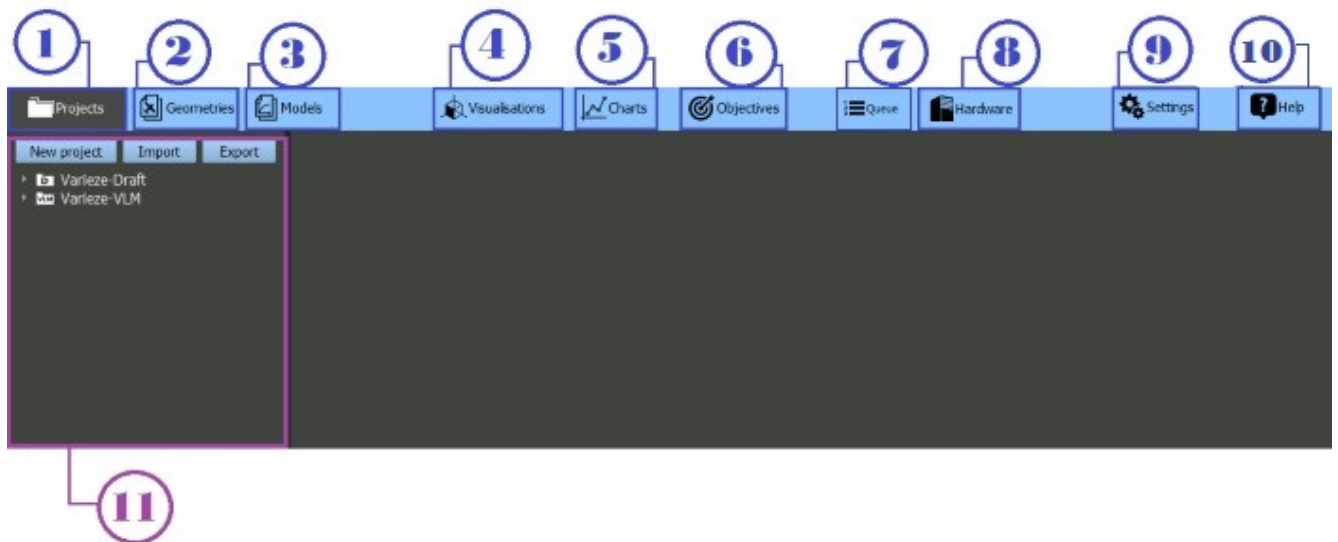 1 2 3 4 5 6 7 8 9 10
Projects Geometries Models Visualisations Charts Objectives Queue Hardware Settings Help
New project Import Export
Varieze-Draft
VLM Varieze-VLM
11